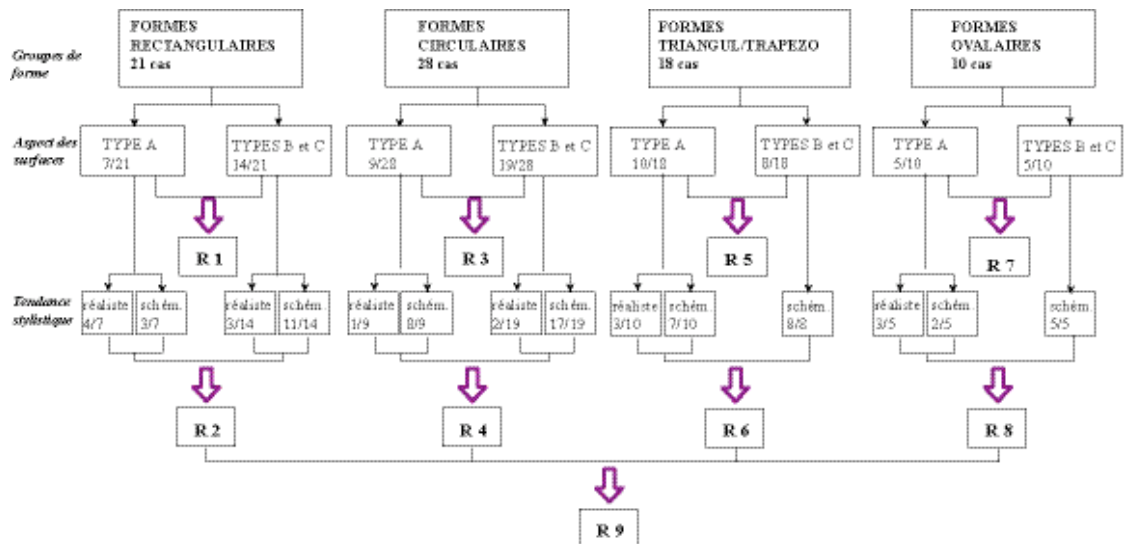 Groupes de
forme
FORMES
RECTANGULAIRES
21 cas
FORMES
CIRCULAIRES
28 cas
FORMES
TRIANGUL/TRAPEZO
18 cas
FORMES
OVALAIRES
10 cas
Aspect des
surfaces
TYPE A
7/21
TYPES B et C
14/21
TYPE A
9/28
TYPES B et C
19/28
TYPE A
10/18
TYPES B et C
8/18
TYPE A
5/10
TYPES B et C
5/10
R 1
R 3
R 5
R 7
Tendance
stylistique
réaliste
4/7
schém.
3/7
réaliste
3/14
schém.
11/14
réaliste
1/9
schém.
8/9
réaliste
2/19
schém.
17/19
réaliste
3/10
schém.
7/10
schém.
8/8
réaliste
3/5
schém.
2/5
schém.
5/5
R 2
R 4
R 6
R 8
R 9